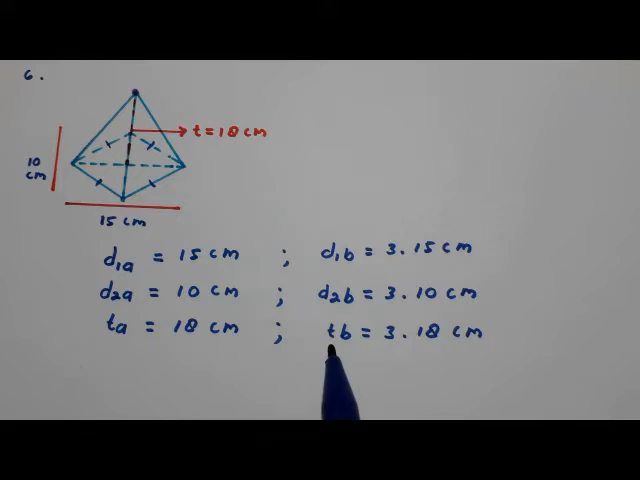 6.
t = 18 cm
10
cm
15 cm
d1a = 15 cm ; d1b = 3.15 cm
d2a = 10 cm ; d2b = 3.10 cm
ta = 18 cm ; tb = 3.18 cm